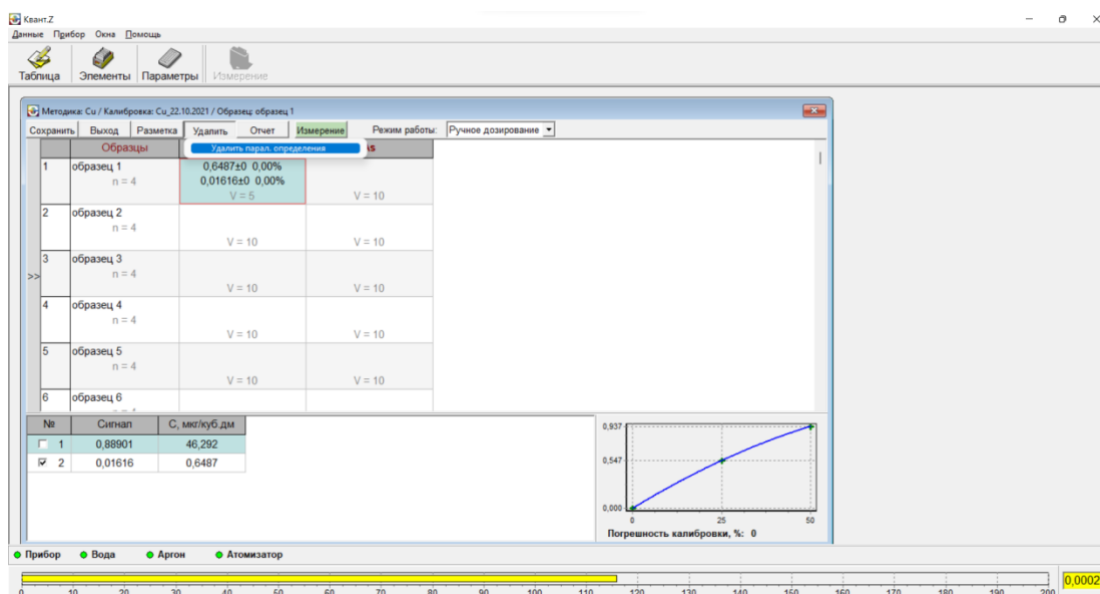 Квант.Z
Данные Прибор Окна Помощь
Таблица Элементы Параметры Измерение
Методика: Cu / Калибровка: Cu_22.10.2021 / Образец: образец 1
Сохранить Выход Разметка Удалить Отчет Измерение Режим работы: Ручное дозирование
Образцы Удалить парал. определения As
1 образец 1 0,6487±0 0,00%
n = 4 0,01616±0 0,00%
V = 5 V = 10
2 образец 2
n = 4
V = 10 V = 10
3 образец 3
>> n = 4
V = 10 V = 10
4 образец 4
n = 4
V = 10 V = 10
5 образец 5
n = 4
V = 10 V = 10
6 образец 6
№ Сигнал С, мкг/куб.дм
1 0,88901 46,292
2 0,01616 0,6487
0,937
0,547
0,000
0 25 50
Погрешность калибровки, %: 0
Прибор Вода Аргон Атомизатор
0,0002
0 10 20 30 40 50 60 70 80 90 100 110 120 130 140 150 160 170 180 190 200